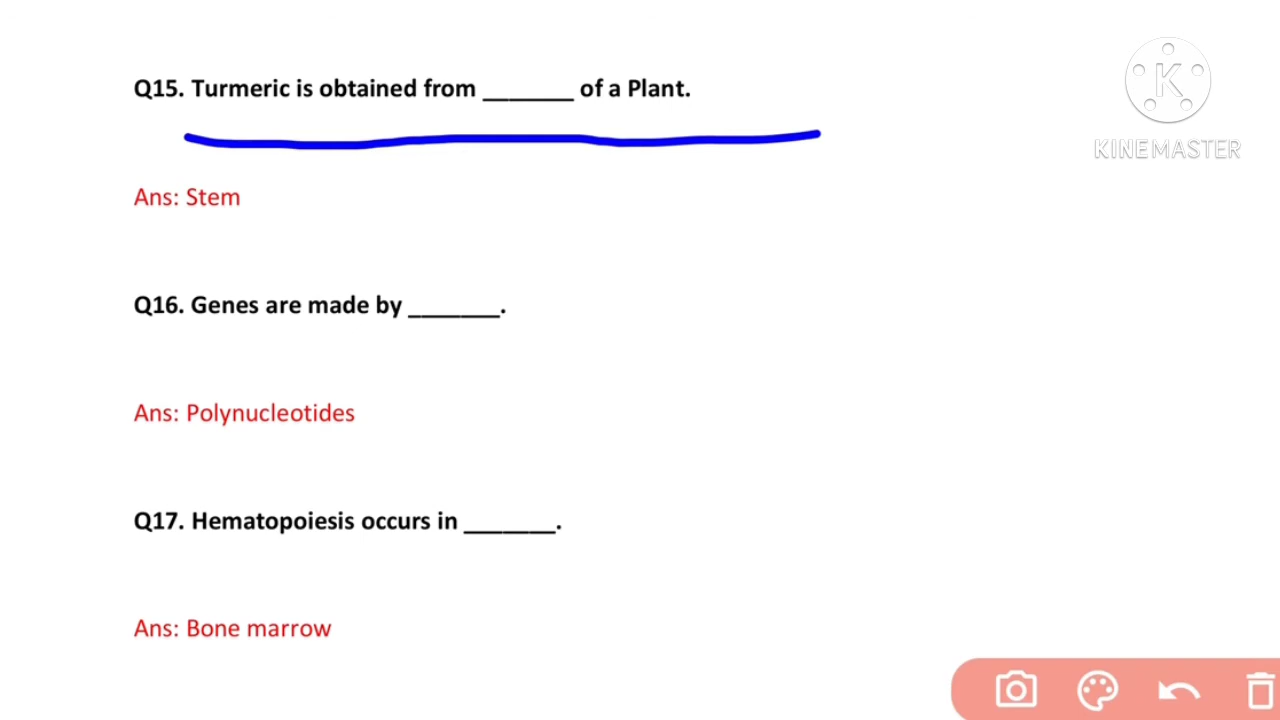 Q15. Turmeric is obtained from _______ of a Plant.
K
KINEMASTER
Ans: Stem
Q16. Genes are made by _______.
Ans: Polynucleotides
Q17. Hematopoiesis occurs in _______.
Ans: Bone marrow